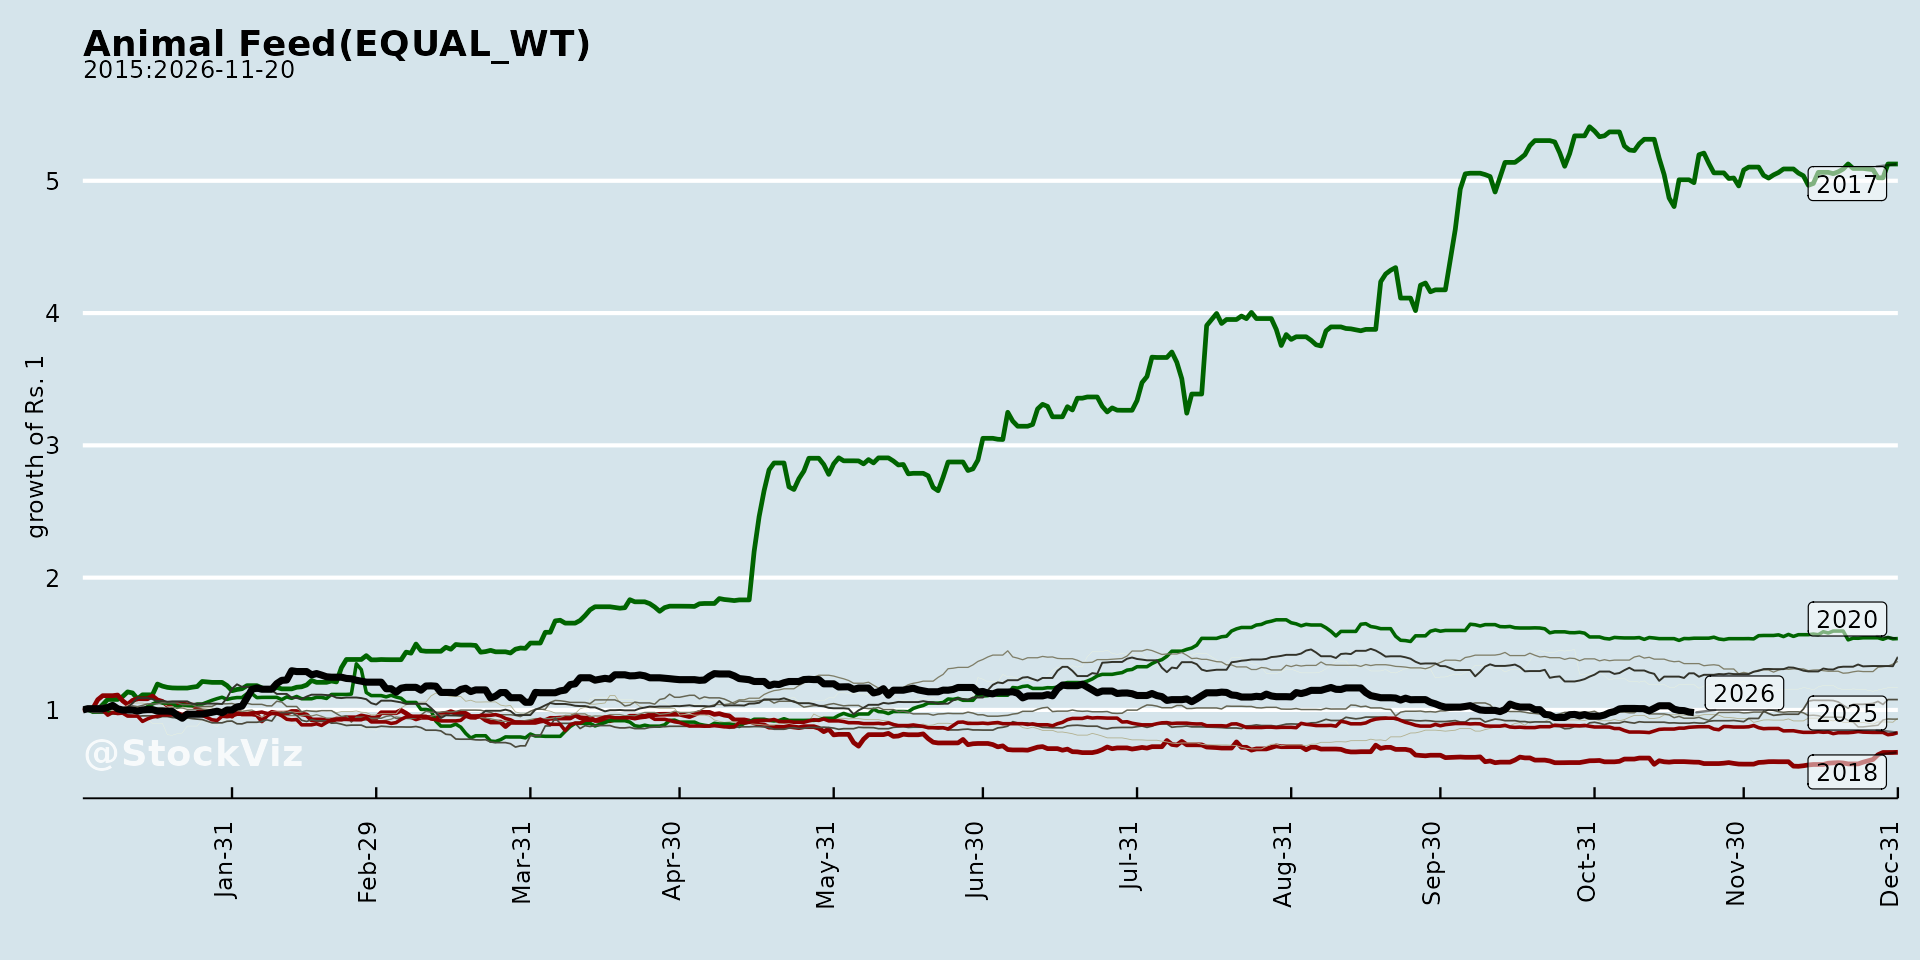 Animal Feed(EQUAL_WT)
2015:2026-11-20
growth of Rs. 1
5
4
3
2
1
2017
2020
2026
2025
2018
@StockViz
Jan-31
Feb-29
Mar-31
Apr-30
May-31
Jun-30
Jul-31
Aug-31
Sep-30
Oct-31
Nov-30
Dec-31